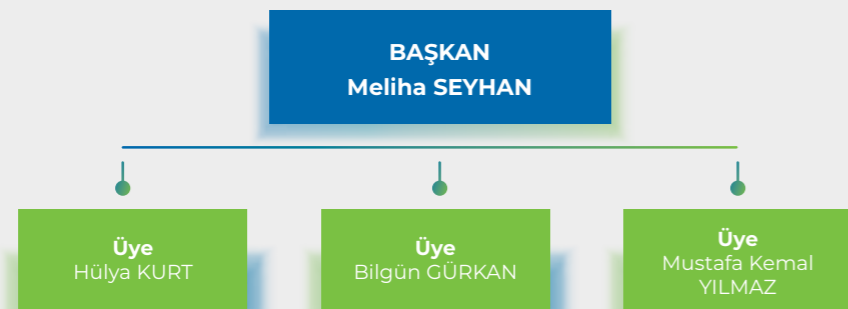 BAŞKAN
Meliha SEYHAN
Üye
Hülya KURT
Üye
Bilgün GÜRKAN
Üye
Mustafa Kemal
YILMAZ